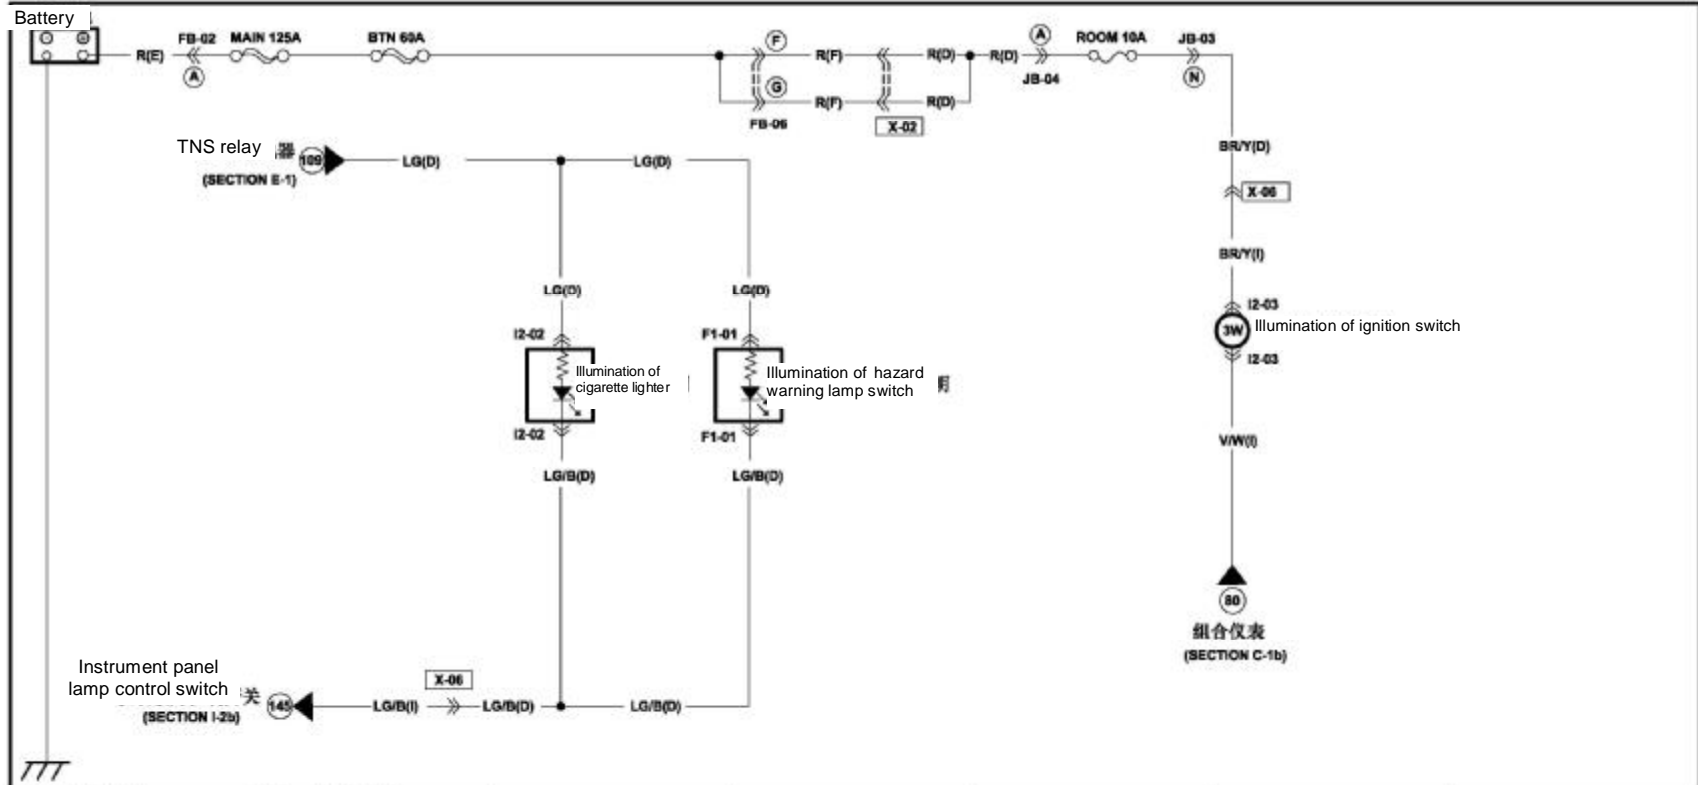 Battery
FB-02 MAIN 125A BTN 60A
R(E)
A
F
R(F) R(D) R(D)
A
ROOM 10A JB-03
JB-04
N
G
R(F) R(D)
FB-06
X-02
TNS relay
109
LG(D) LG(D)
(SECTION E-1)
BR/Y(D)
X-06
BR/Y(I)
LG(D) LG(D)
I2-02 F1-01
I2-03
3W Illumination of ignition switch
I2-03
Illumination of
cigarette lighter
Illumination of hazard
warning lamp switch
I2-02 F1-01
V/W(I)
LG/B(D) LG/B(D)
80
组合仪表
(SECTION C-1b)
Instrument panel
lamp control switch 关
145
X-06
LG/B(I) LG/B(D) LG/B(D)
(SECTION I-2b)